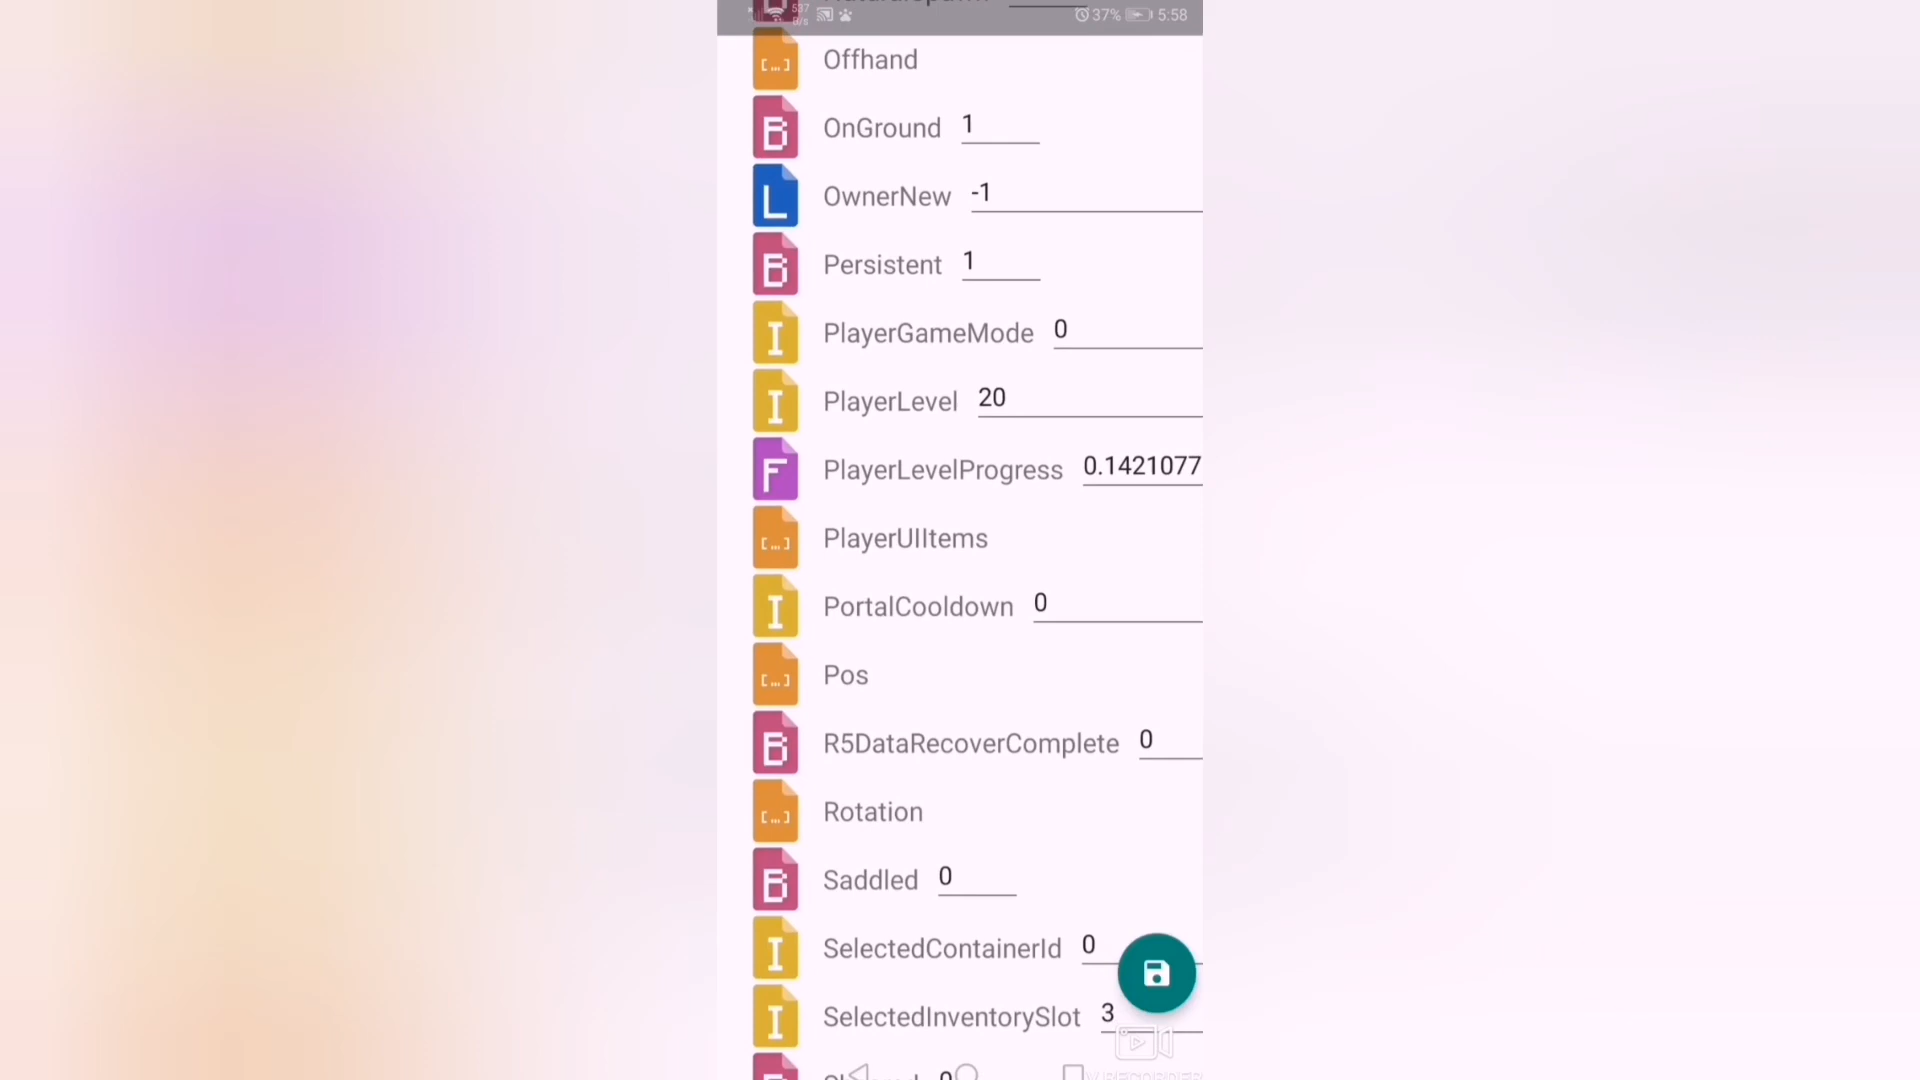 537
B/s
37% 5:58
[...] Offhand
B OnGround 1
L OwnerNew -1
B Persistent 1
I PlayerGameMode 0
I PlayerLevel 20
F PlayerLevelProgress 0.1421077
[...] PlayerUIItems
I PortalCooldown 0
[...] Pos
B R5DataRecoverComplete 0
[...] Rotation
B Saddled 0
I SelectedContainerId 0
I SelectedInventorySlot 3